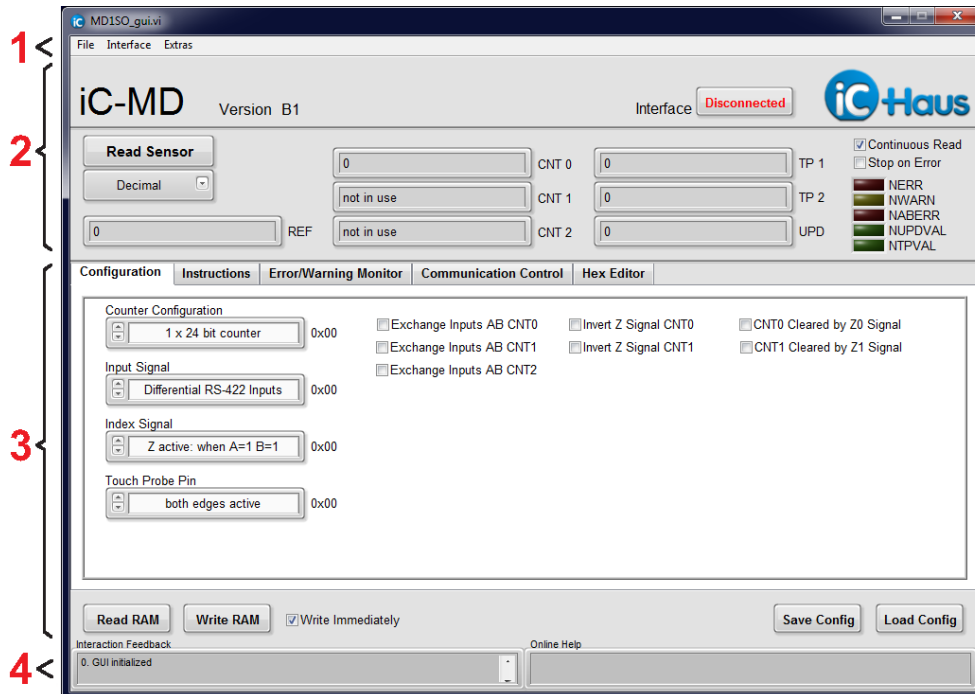 iC MD1SO_gui.vi
1
File Interface Extras
2
iC-MD Version B1
Interface Disconnected
iC Haus
Read Sensor
Decimal
0 REF
0 CNT 0
not in use CNT 1
not in use CNT 2
0 TP 1
0 TP 2
0 UPD
Continuous Read
Stop on Error
NERR
NWARN
NABERR
NUPDVAL
NTPVAL
3
Configuration Instructions Error/Warning Monitor Communication Control Hex Editor
Counter Configuration
1 x 24 bit counter 0x00
Input Signal
Differential RS-422 Inputs 0x00
Index Signal
Z active: when A=1 B=1 0x00
Touch Probe Pin
both edges active 0x00
Exchange Inputs AB CNT0
Exchange Inputs AB CNT1
Exchange Inputs AB CNT2
Invert Z Signal CNT0
Invert Z Signal CNT1
CNT0 Cleared by Z0 Signal
CNT1 Cleared by Z1 Signal
Read RAM Write RAM Write Immediately Save Config Load Config
4
Interaction Feedback
0. GUI initialized
Online Help